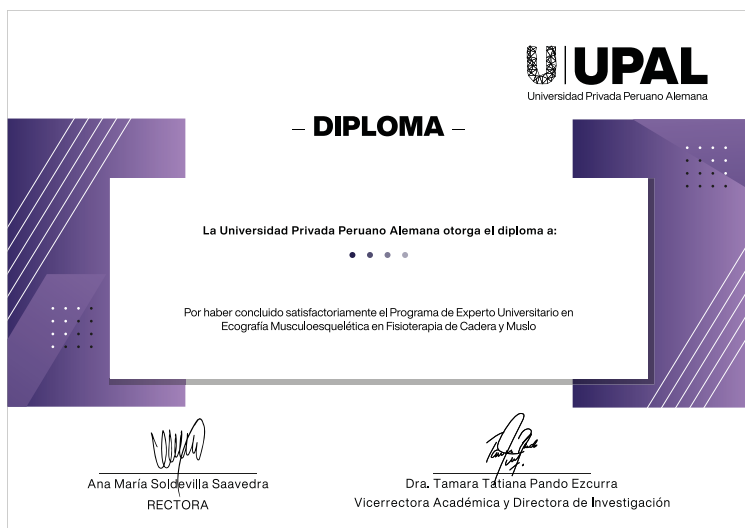 UPAL
Universidad Privada Peruano Alemana
– DIPLOMA –
La Universidad Privada Peruano Alemana otorga el diploma a:
Por haber concluido satisfactoriamente el Programa de Experto Universitario en
Ecografía Musculoesquelética en Fisioterapia de Cadera y Muslo
Ana María Soldevilla Saavedra
RECTORA
Dra. Tamara Tatiana Pando Ezcurra
Vicerrectora Académica y Directora de Investigación